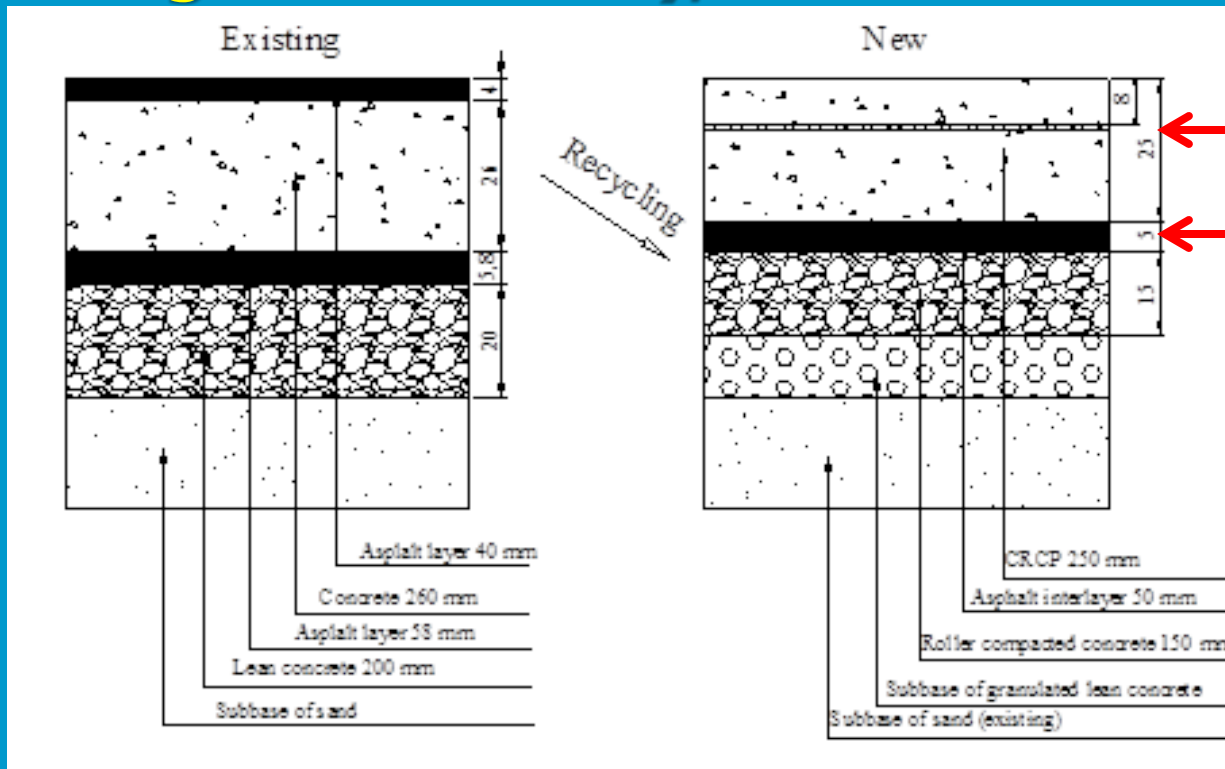 Existing
4
26
5,8
20
Asplalt layer 40 mm
Concrete 260 mm
Asplalt layer 58 mm
Lean concrete 200 mm
Subbase of sand
Recycling
New
8
25
5
15
CRCP 250 mm
Asphalt interlayer 50 mm
Roller compacted concrete 150 mm
Subbase of granulated lean concrete
Subbase of sand (existing)